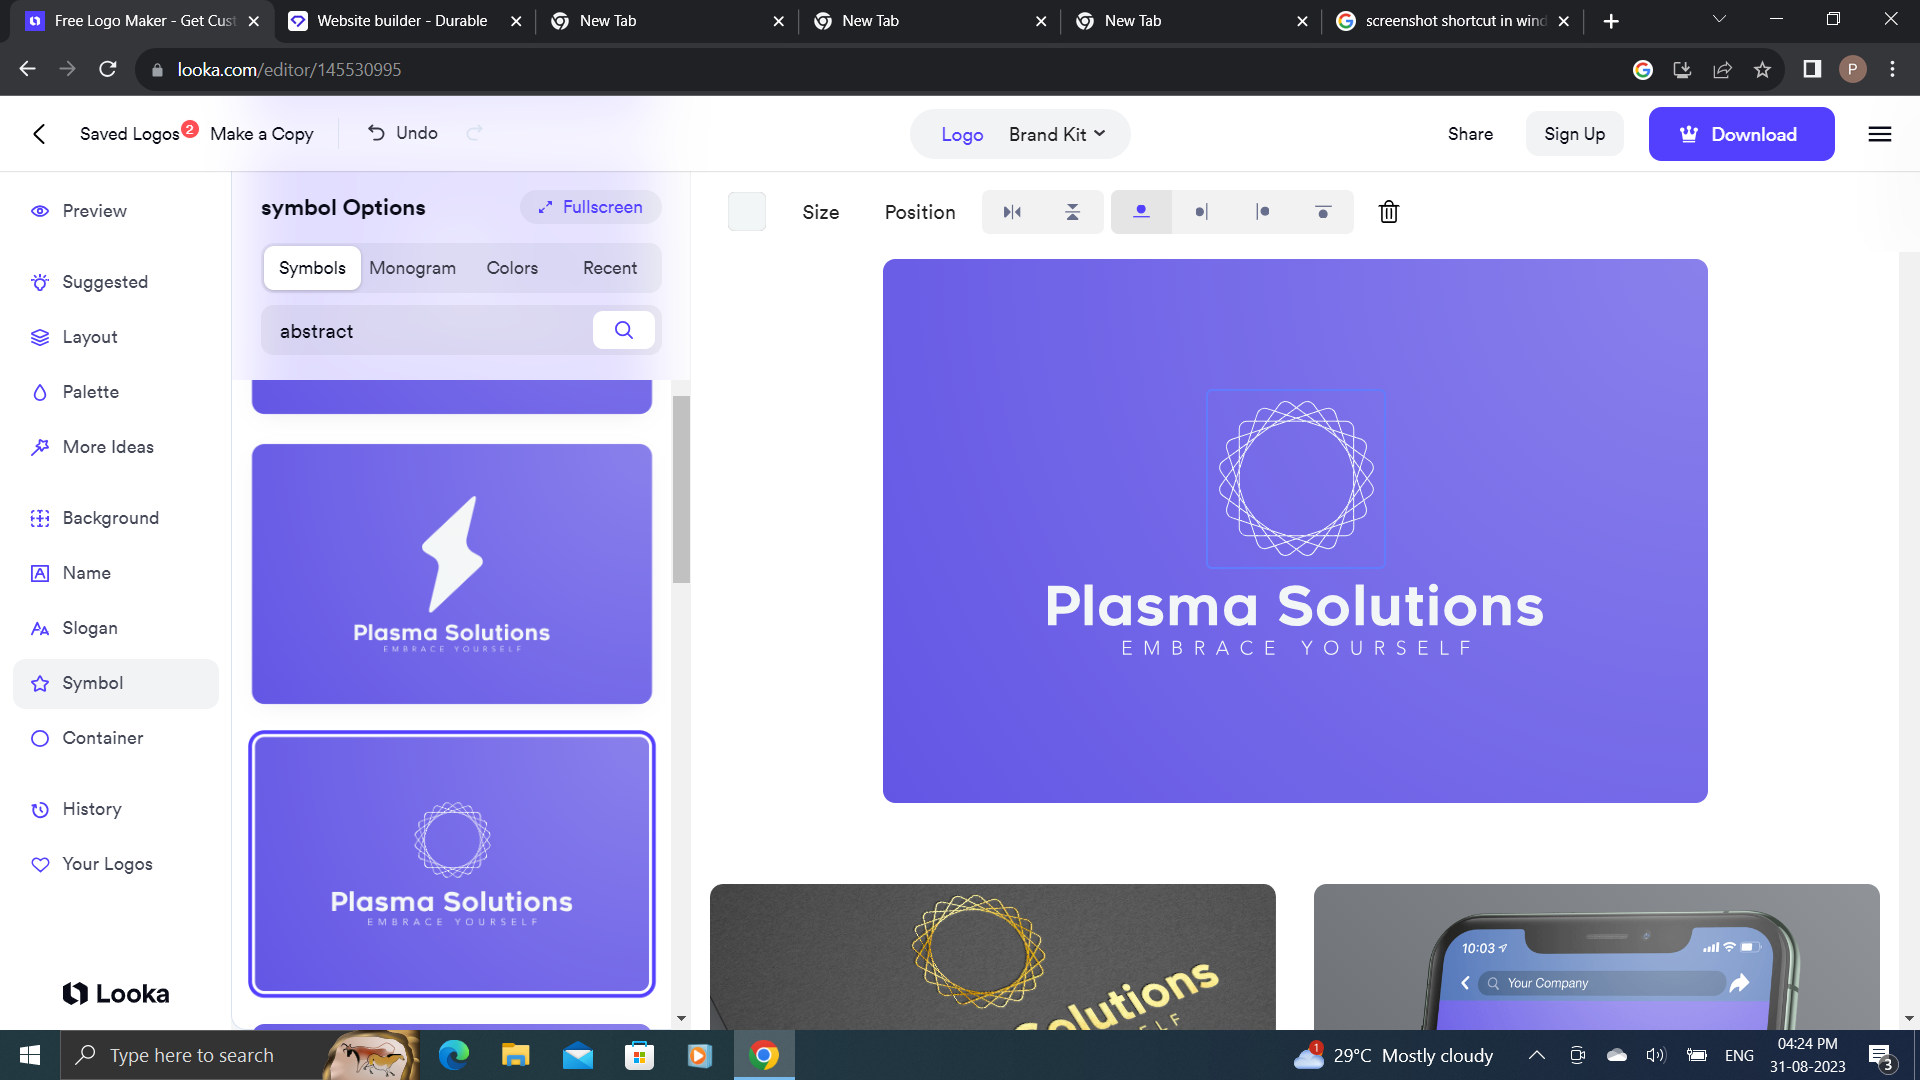 Free Logo Maker - Get Cust
Website builder - Durable
New Tab
New Tab
New Tab
screenshot shortcut in wind
looka.com/editor/145530995
P
Saved Logos 2
Make a Copy
Undo
Logo
Brand Kit
Share
Sign Up
Download
Preview
Suggested
Layout
Palette
More Ideas
Background
Name
Slogan
Symbol
Container
History
Your Logos
Looka
symbol Options
Fullscreen
Symbols
Monogram
Colors
Recent
abstract
Plasma Solutions
EMBRACE YOURSELF
Plasma Solutions
EMBRACE YOURSELF
Size
Position
Plasma Solutions
EMBRACE YOURSELF
Solutions
ELF
10:03
Your Company
Type here to search
1
29°C Mostly cloudy
ENG
04:24 PM
31-08-2023
3